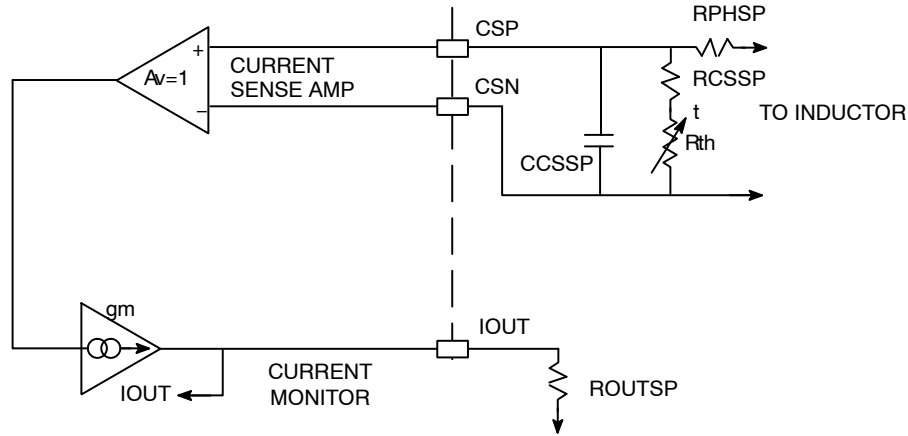 RPHSP
CSP
+
Av=1
CURRENT
SENSE AMP
RCSSP
CSN
−
t
TO INDUCTOR
Rth
CCSSP
gm
IOUT
IOUT
CURRENT
MONITOR
ROUTSP